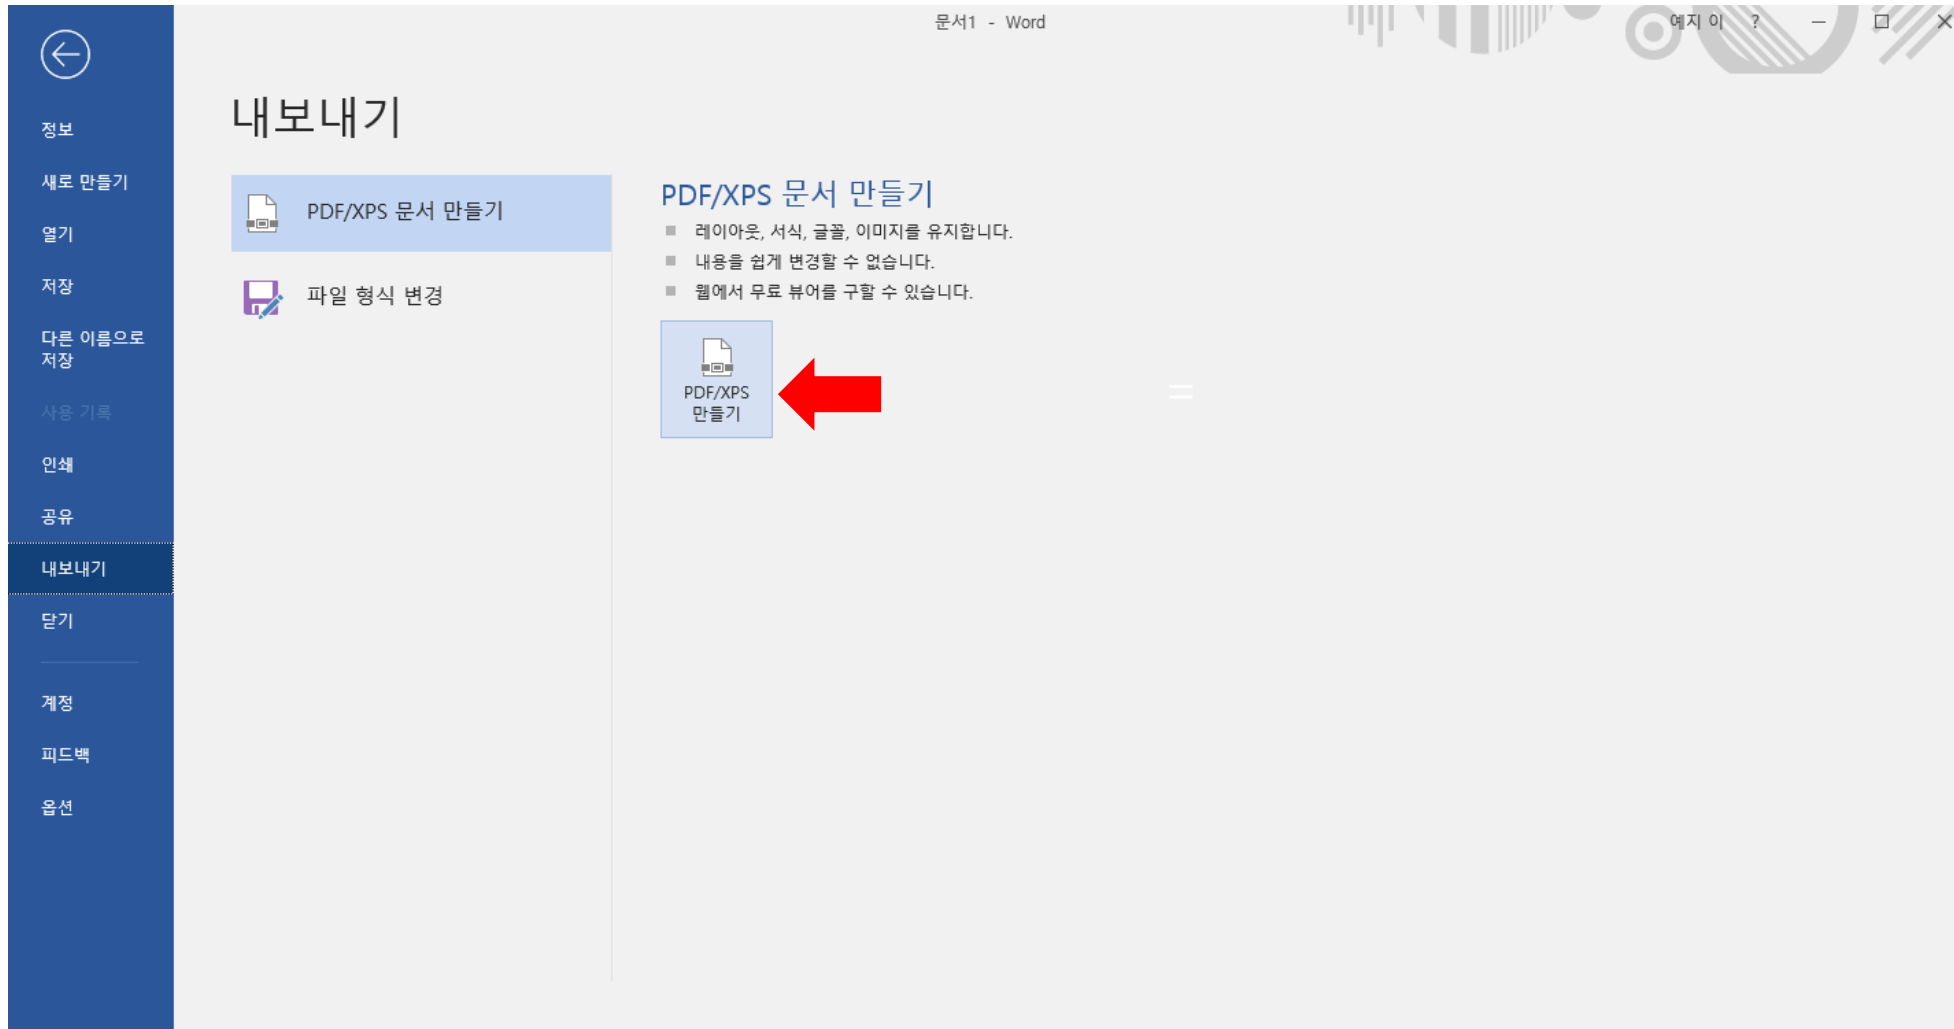 문서1 - Word
예지 이 ?
정보
새로 만들기
열기
저장
다른 이름으로
저장
사용 기록
인쇄
공유
내보내기
닫기
계정
피드백
옵션
내보내기
PDF/XPS 문서 만들기
파일 형식 변경
PDF/XPS 문서 만들기
레이아웃, 서식, 글꼴, 이미지를 유지합니다.
내용을 쉽게 변경할 수 없습니다.
웹에서 무료 뷰어를 구할 수 있습니다.
PDF/XPS
만들기
=